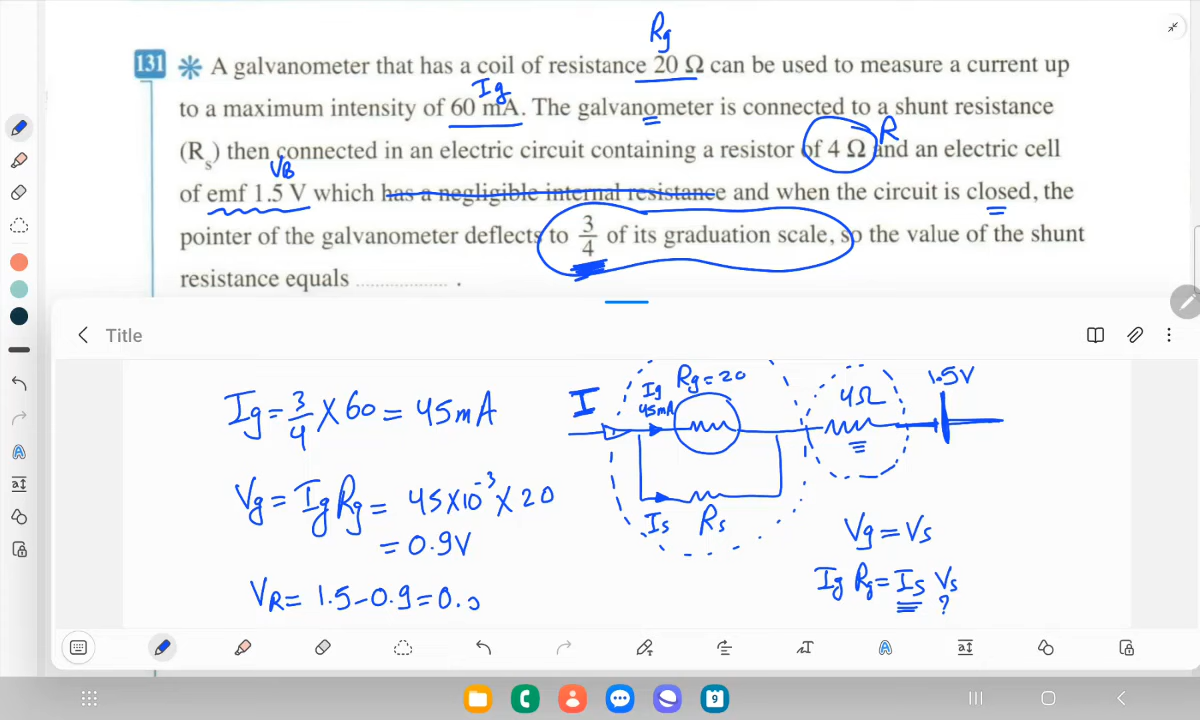 Rg
131 * A galvanometer that has a coil of resistance 20 Ω can be used to measure a current up
Ig
to a maximum intensity of 60 mA. The galvanometer is connected to a shunt resistance
R
(Rs) then connected in an electric circuit containing a resistor of 4 Ω and an electric cell
VB
of emf 1.5 V which has a negligible internal resistance and when the circuit is closed, the
pointer of the galvanometer deflects to 3/4 of its graduation scale, so the value of the shunt
resistance equals .................. .
Title
Ig = 3/4 × 60 = 45 mA
Vg = Ig Rg = 45×10⁻³ × 20
= 0.9V
VR = 1.5-0.9=0.
I
Ig
45mA
Rg = 20
4Ω
1.5V
Is Rs
Vg = Vs
Ig Rg = Is Vs
?
9